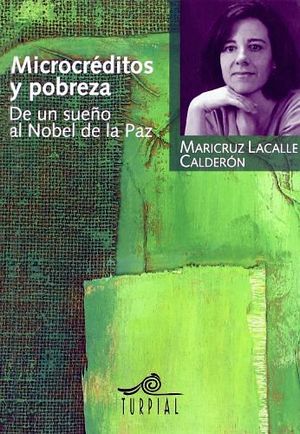 Microcréditos
y pobreza
De un sueño
al Nobel de la Paz
MARICRUZ LACALLE
CALDERÓN
TURPIAL